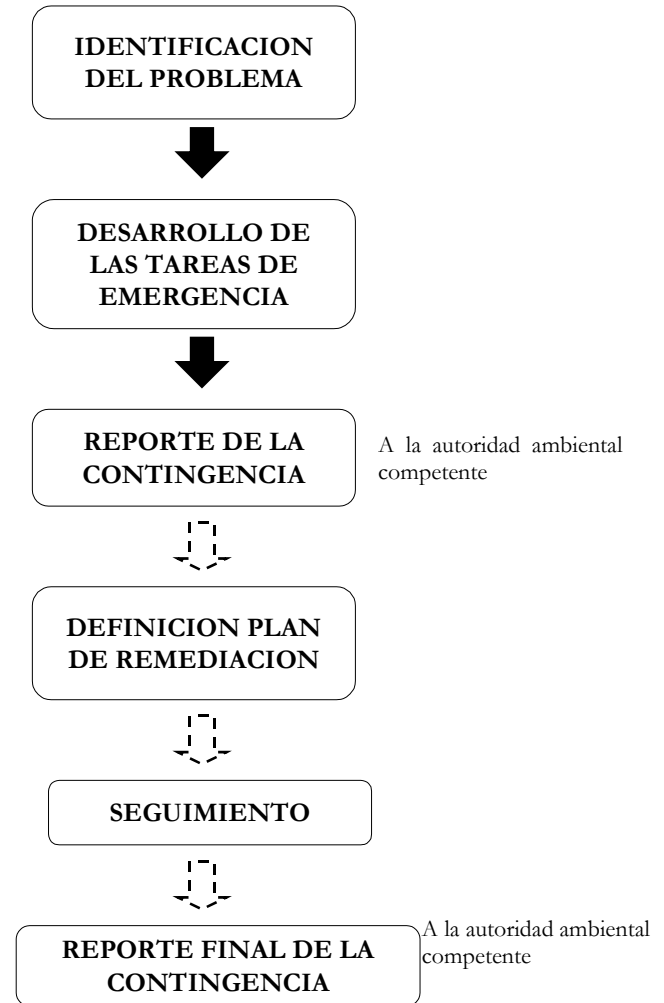 IDENTIFICACION
DEL PROBLEMA
DESARROLLO DE
LAS TAREAS DE
EMERGENCIA
REPORTE DE LA
CONTINGENCIA
A la autoridad ambiental
competente
DEFINICION PLAN
DE REMEDIACION
SEGUIMIENTO
REPORTE FINAL DE LA
CONTINGENCIA
A la autoridad ambiental
competente